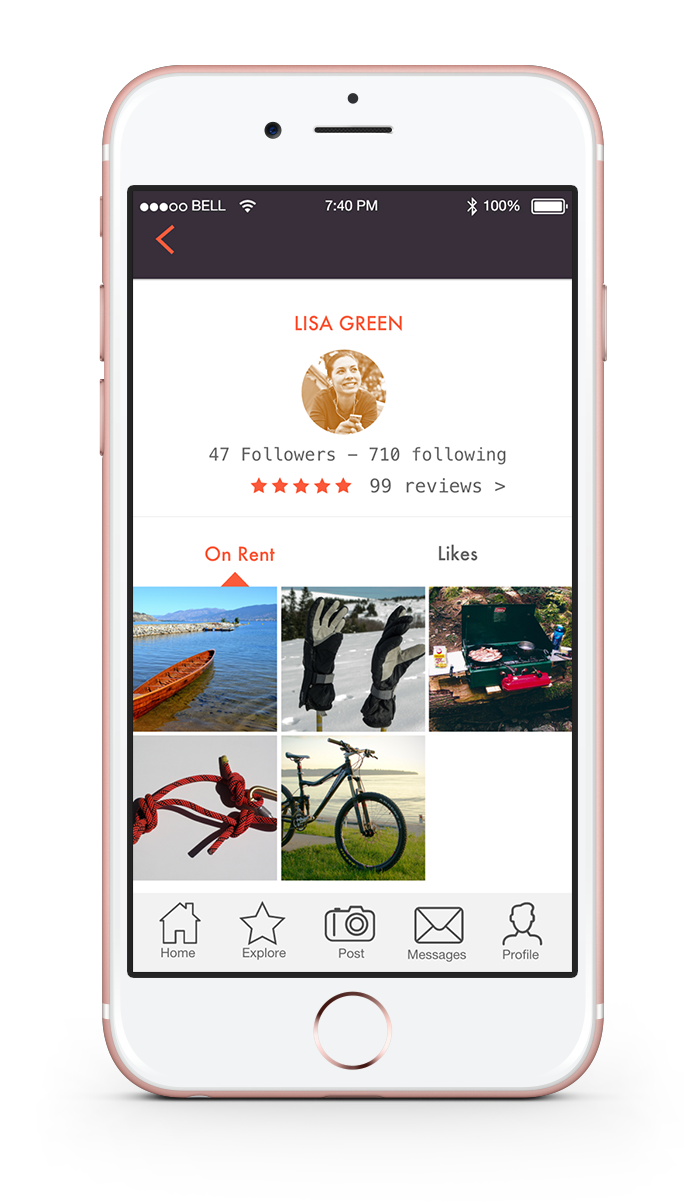 ●●●○○ BELL 7:40 PM 100%
LISA GREEN
47 Followers – 710 following
99 reviews >
On Rent Likes
Home Explore Post Messages Profile